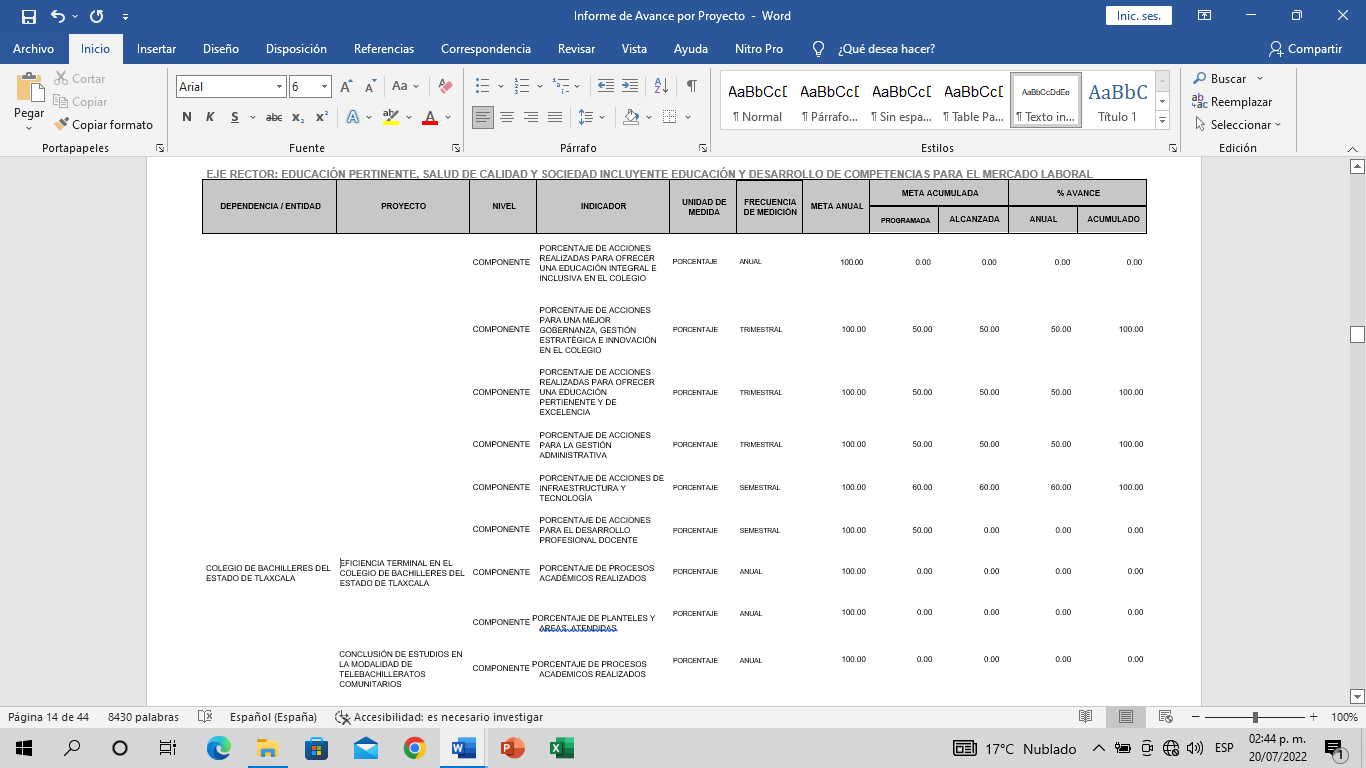 Informe de Avance por Proyecto - Word
Inic. ses.
Archivo Inicio Insertar Diseño Disposición Referencias Correspondencia Revisar Vista Ayuda Nitro Pro ¿Qué desea hacer? Compartir
Pegar
Cortar
Copiar
Copiar formato
Portapapeles
Arial 6
N K S abc x₂ x²
Aa
Fuente
Párrafo
AaBbCcD AaBbCcD AaBbCcD AaBbCcD AaBbCcDdEe AaBbC
¶ Normal ¶ Párrafo... ¶ Sin espa... ¶ Table Pa... ¶ Texto in... Título 1
Estilos
Buscar
Reemplazar
Seleccionar
Edición
EJE RECTOR: EDUCACIÓN PERTINENTE, SALUD DE CALIDAD Y SOCIEDAD INCLUYENTE EDUCACIÓN Y DESARROLLO DE COMPETENCIAS PARA EL MERCADO LABORAL
DEPENDENCIA / ENTIDAD
PROYECTO
NIVEL
INDICADOR
UNIDAD DE
MEDIDA
FRECUENCIA
DE MEDICIÓN
META ANUAL
META ACUMULADA
% AVANCE
PROGRAMADA
ALCANZADA
ANUAL
ACUMULADO
COMPONENTE
PORCENTAJE DE ACCIONES
REALIZADAS PARA OFRECER
UNA EDUCACIÓN INTEGRAL E
INCLUSIVA EN EL COLEGIO
PORCENTAJE ANUAL 100.00 0.00 0.00 0.00 0.00
COMPONENTE
PORCENTAJE DE ACCIONES
PARA UNA MEJOR
GOBERNANZA, GESTIÓN
ESTRATÉGICA E INNOVACIÓN
EN EL COLEGIO
PORCENTAJE TRIMESTRAL 100.00 50.00 50.00 50.00 100.00
COMPONENTE
PORCENTAJE DE ACCIONES
REALIZADAS PARA OFRECER
UNA EDUCACIÓN
PERTIENENTE Y DE
EXCELENCIA
PORCENTAJE TRIMESTRAL 100.00 50.00 50.00 50.00 100.00
COMPONENTE
PORCENTAJE DE ACCIONES
PARA LA GESTIÓN
ADMINISTRATIVA
PORCENTAJE TRIMESTRAL 100.00 50.00 50.00 50.00 100.00
COMPONENTE
PORCENTAJE DE ACCIONES DE
INFRAESTRUCTURA Y
TECNOLOGÍA
PORCENTAJE SEMESTRAL 100.00 60.00 60.00 60.00 100.00
COMPONENTE
PORCENTAJE DE ACCIONES
PARA EL DESARROLLO
PROFESIONAL DOCENTE
PORCENTAJE SEMESTRAL 100.00 50.00 0.00 0.00 0.00
COLEGIO DE BACHILLERES DEL
ESTADO DE TLAXCALA
EFICIENCIA TERMINAL EN EL
COLEGIO DE BACHILLERES DEL
ESTADO DE TLAXCALA
COMPONENTE
PORCENTAJE DE PROCESOS
ACADÉMICOS REALIZADOS
PORCENTAJE ANUAL 100.00 0.00 0.00 0.00 0.00
COMPONENTE
PORCENTAJE DE PLANTELES Y
AREAS ATENDIDAS
PORCENTAJE ANUAL 100.00 0.00 0.00 0.00 0.00
CONCLUSIÓN DE ESTUDIOS EN
LA MODALIDAD DE
TELEBACHILLERATOS
COMUNITARIOS
COMPONENTE
PORCENTAJE DE PROCESOS
ACADEMICOS REALIZADOS
PORCENTAJE ANUAL 100.00 0.00 0.00 0.00 0.00
Página 14 de 44 8430 palabras Español (España) Accesibilidad: es necesario investigar 100%
17°C Nublado ESP
02:44 p. m.
20/07/2022
1